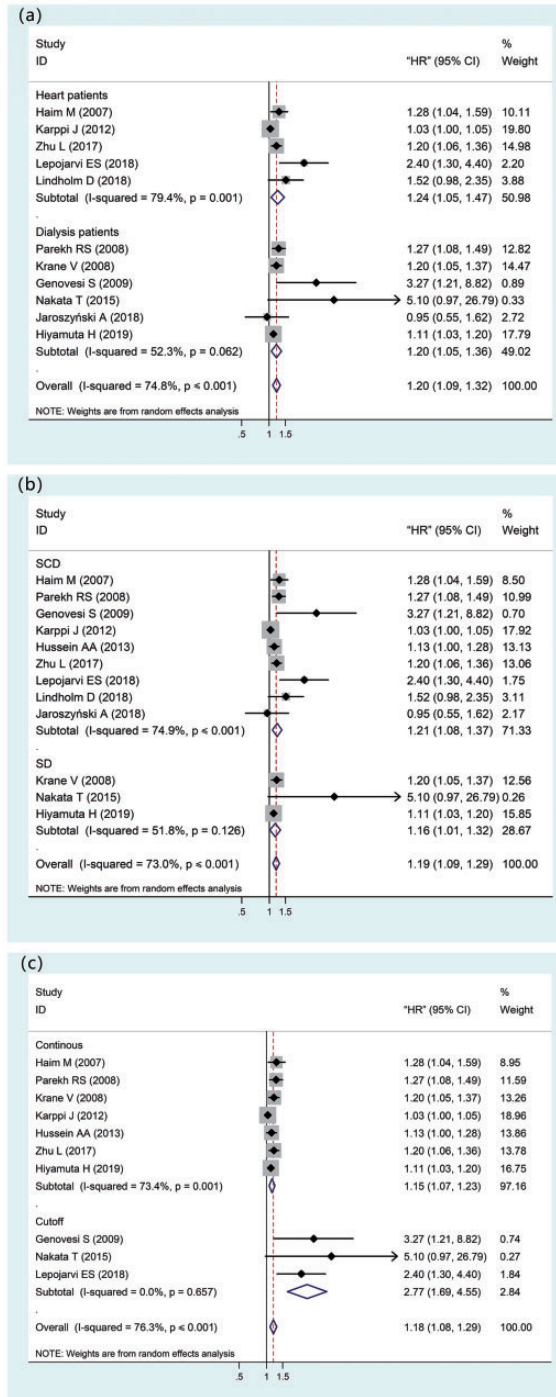 (a)
Study %
ID "HR" (95% CI) Weight
Heart patients
Haim M (2007) 1.28 (1.04, 1.59) 10.11
Karppi J (2012) 1.03 (1.00, 1.05) 19.80
Zhu L (2017) 1.20 (1.06, 1.36) 14.98
Lepojarvi ES (2018) 2.40 (1.30, 4.40) 2.20
Lindholm D (2018) 1.52 (0.98, 2.35) 3.88
Subtotal (I-squared = 79.4%, p = 0.001) 1.24 (1.05, 1.47) 50.98
.
Dialysis patients
Parekh RS (2008) 1.27 (1.08, 1.49) 12.82
Krane V (2008) 1.20 (1.05, 1.37) 14.47
Genovesi S (2009) 3.27 (1.21, 8.82) 0.89
Nakata T (2015) 5.10 (0.97, 26.79) 0.33
Jaroszyński A (2018) 0.95 (0.55, 1.62) 2.72
Hiyamuta H (2019) 1.11 (1.03, 1.20) 17.79
Subtotal (I-squared = 52.3%, p = 0.062) 1.20 (1.05, 1.36) 49.02
.
Overall (I-squared = 74.8%, p ≤ 0.001) 1.20 (1.09, 1.32) 100.00
NOTE: Weights are from random effects analysis
.5 1 1.5
(b)
Study %
ID "HR" (95% CI) Weight
SCD
Haim M (2007) 1.28 (1.04, 1.59) 8.50
Parekh RS (2008) 1.27 (1.08, 1.49) 10.99
Genovesi S (2009) 3.27 (1.21, 8.82) 0.70
Karppi J (2012) 1.03 (1.00, 1.05) 17.92
Hussein AA (2013) 1.13 (1.00, 1.28) 13.13
Zhu L (2017) 1.20 (1.06, 1.36) 13.06
Lepojarvi ES (2018) 2.40 (1.30, 4.40) 1.75
Lindholm D (2018) 1.52 (0.98, 2.35) 3.11
Jaroszyński A (2018) 0.95 (0.55, 1.62) 2.17
Subtotal (I-squared = 74.9%, p ≤ 0.001) 1.21 (1.08, 1.37) 71.33
.
SD
Krane V (2008) 1.20 (1.05, 1.37) 12.56
Nakata T (2015) 5.10 (0.97, 26.79) 0.26
Hiyamuta H (2019) 1.11 (1.03, 1.20) 15.85
Subtotal (I-squared = 51.8%, p = 0.126) 1.16 (1.01, 1.32) 28.67
.
Overall (I-squared = 73.0%, p ≤ 0.001) 1.19 (1.09, 1.29) 100.00
NOTE: Weights are from random effects analysis
.5 1 1.5
(c)
Study %
ID "HR" (95% CI) Weight
Continous
Haim M (2007) 1.28 (1.04, 1.59) 8.95
Parekh RS (2008) 1.27 (1.08, 1.49) 11.59
Krane V (2008) 1.20 (1.05, 1.37) 13.26
Karppi J (2012) 1.03 (1.00, 1.05) 18.96
Hussein AA (2013) 1.13 (1.00, 1.28) 13.86
Zhu L (2017) 1.20 (1.06, 1.36) 13.78
Hiyamuta H (2019) 1.11 (1.03, 1.20) 16.75
Subtotal (I-squared = 73.4%, p = 0.001) 1.15 (1.07, 1.23) 97.16
.
Cutoff
Genovesi S (2009) 3.27 (1.21, 8.82) 0.74
Nakata T (2015) 5.10 (0.97, 26.79) 0.27
Lepojarvi ES (2018) 2.40 (1.30, 4.40) 1.84
Subtotal (I-squared = 0.0%, p = 0.657) 2.77 (1.69, 4.55) 2.84
.
Overall (I-squared = 76.3%, p ≤ 0.001) 1.18 (1.08, 1.29) 100.00
NOTE: Weights are from random effects analysis
.5 1 1.5